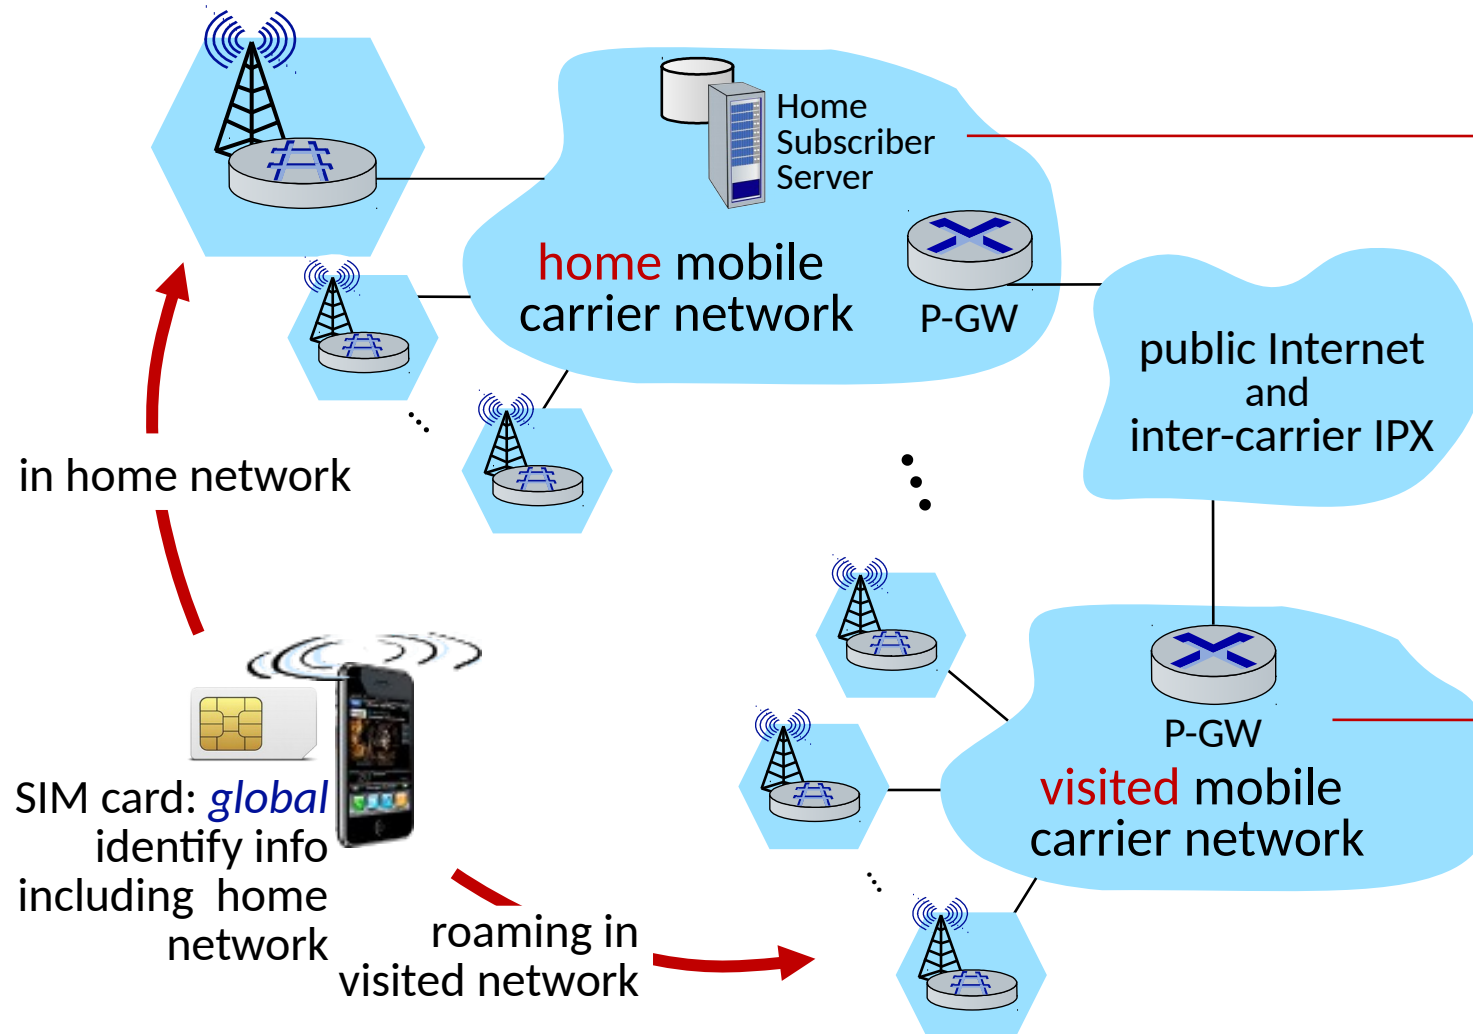 Home
Subscriber
Server
home mobile
carrier network
P-GW
public Internet
and
inter-carrier IPX
in home network
SIM card: global
identify info
including home
network
roaming in
visited network
P-GW
visited mobile
carrier network